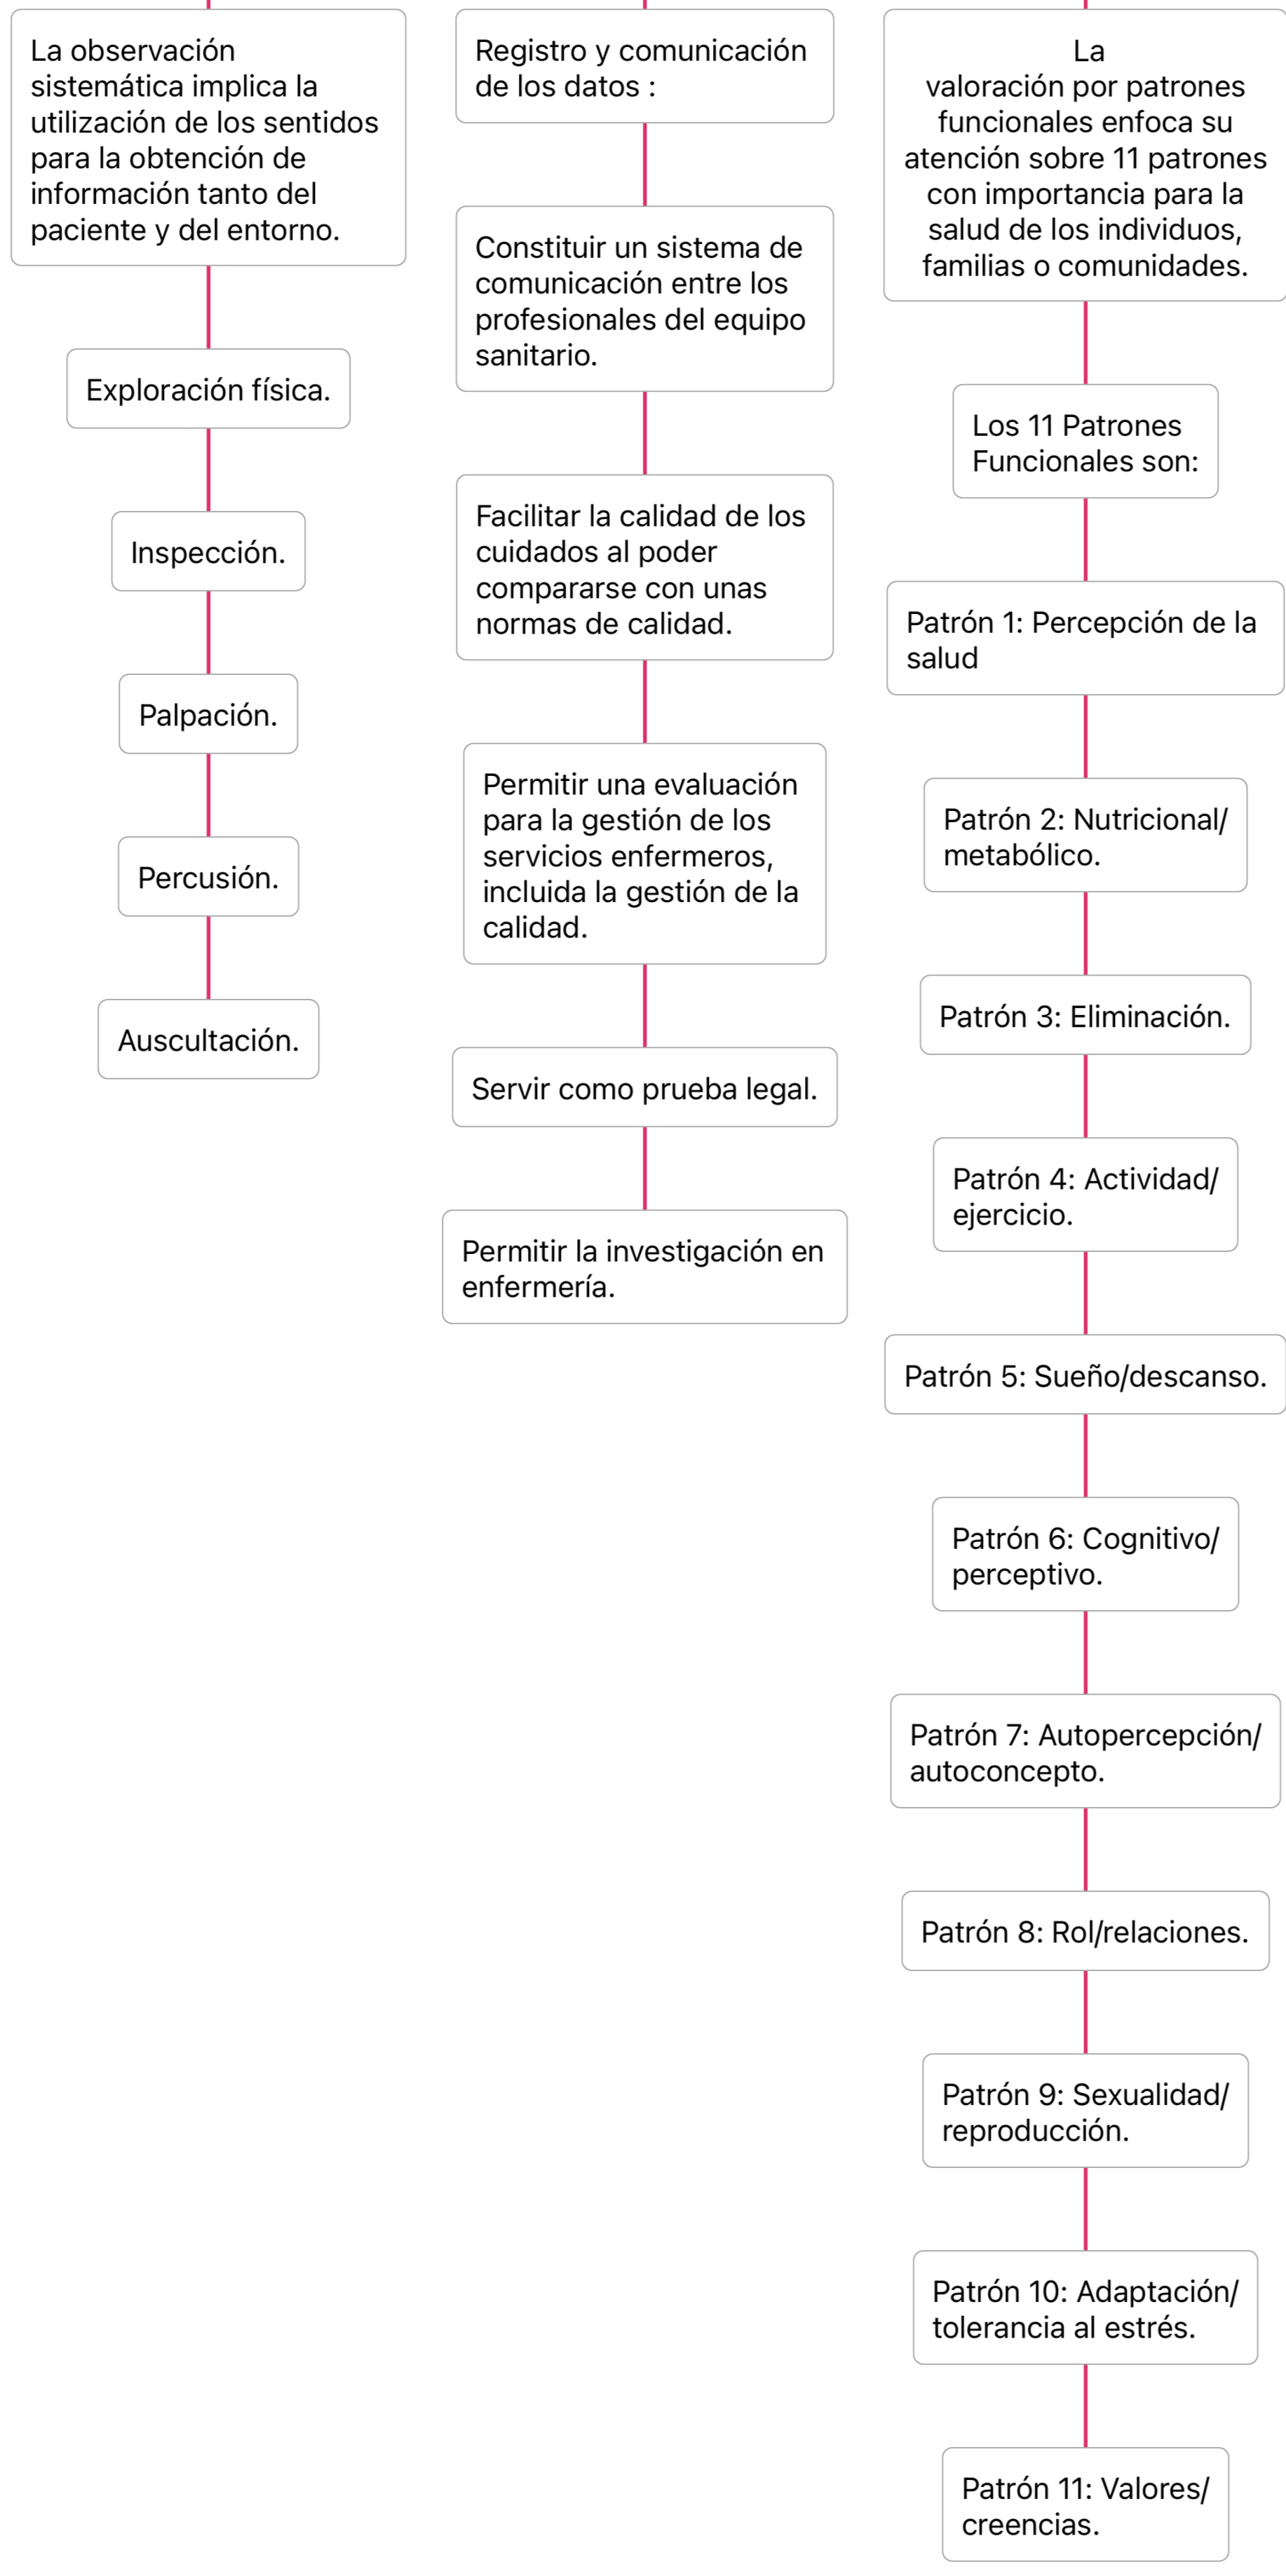 La observación
sistemática implica la
utilización de los sentidos
para la obtención de
información tanto del
paciente y del entorno.
Exploración física.
Inspección.
Palpación.
Percusión.
Auscultación.
Registro y comunicación
de los datos :
Constituir un sistema de
comunicación entre los
profesionales del equipo
sanitario.
Facilitar la calidad de los
cuidados al poder
compararse con unas
normas de calidad.
Permitir una evaluación
para la gestión de los
servicios enfermeros,
incluida la gestión de la
calidad.
Servir como prueba legal.
Permitir la investigación en
enfermería.
La
valoración por patrones
funcionales enfoca su
atención sobre 11 patrones
con importancia para la
salud de los individuos,
familias o comunidades.
Los 11 Patrones
Funcionales son:
Patrón 1: Percepción de la
salud
Patrón 2: Nutricional/
metabólico.
Patrón 3: Eliminación.
Patrón 4: Actividad/
ejercicio.
Patrón 5: Sueño/descanso.
Patrón 6: Cognitivo/
perceptivo.
Patrón 7: Autopercepción/
autoconcepto.
Patrón 8: Rol/relaciones.
Patrón 9: Sexualidad/
reproducción.
Patrón 10: Adaptación/
tolerancia al estrés.
Patrón 11: Valores/
creencias.